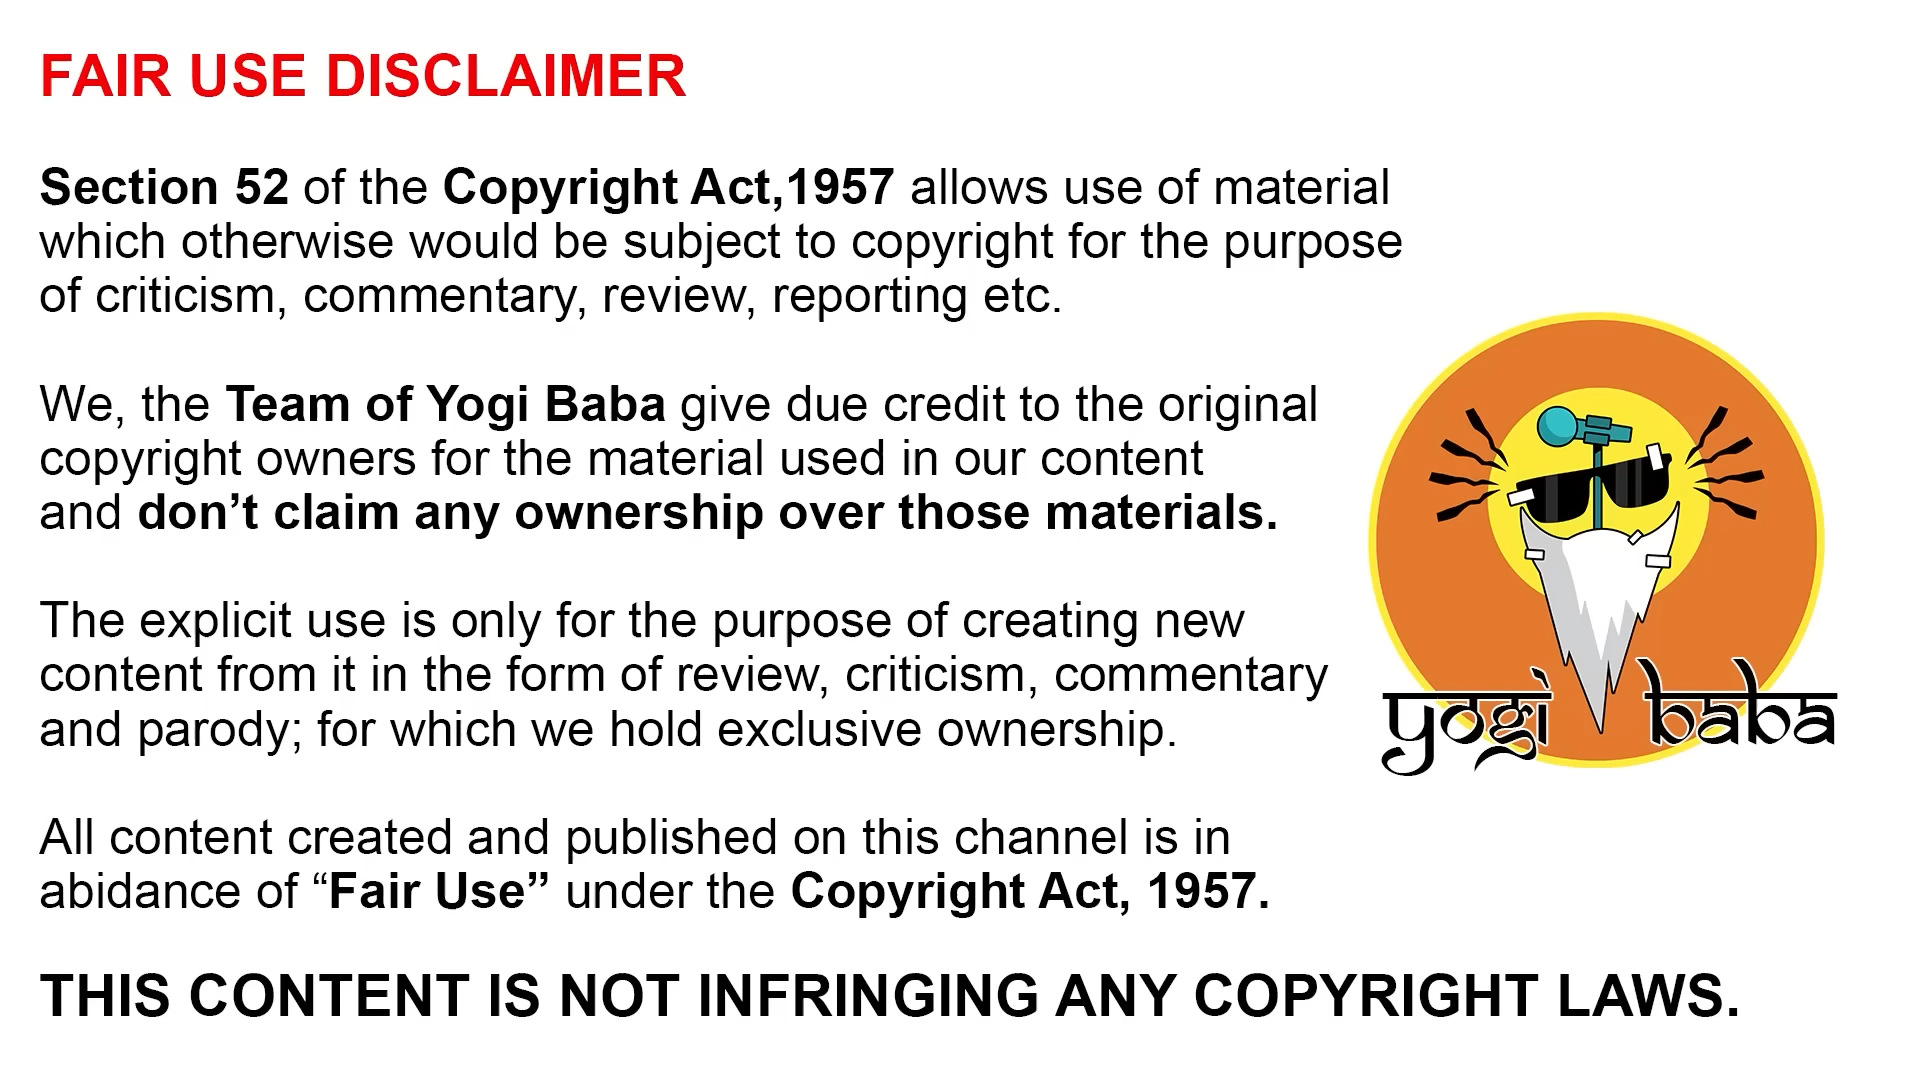 FAIR USE DISCLAIMER
Section 52 of the Copyright Act,1957 allows use of material
which otherwise would be subject to copyright for the purpose
of criticism, commentary, review, reporting etc.
We, the Team of Yogi Baba give due credit to the original
copyright owners for the material used in our content
and don’t claim any ownership over those materials.
The explicit use is only for the purpose of creating new
content from it in the form of review, criticism, commentary
and parody; for which we hold exclusive ownership.
yogi baba
All content created and published on this channel is in
abidance of “Fair Use” under the Copyright Act, 1957.
THIS CONTENT IS NOT INFRINGING ANY COPYRIGHT LAWS.